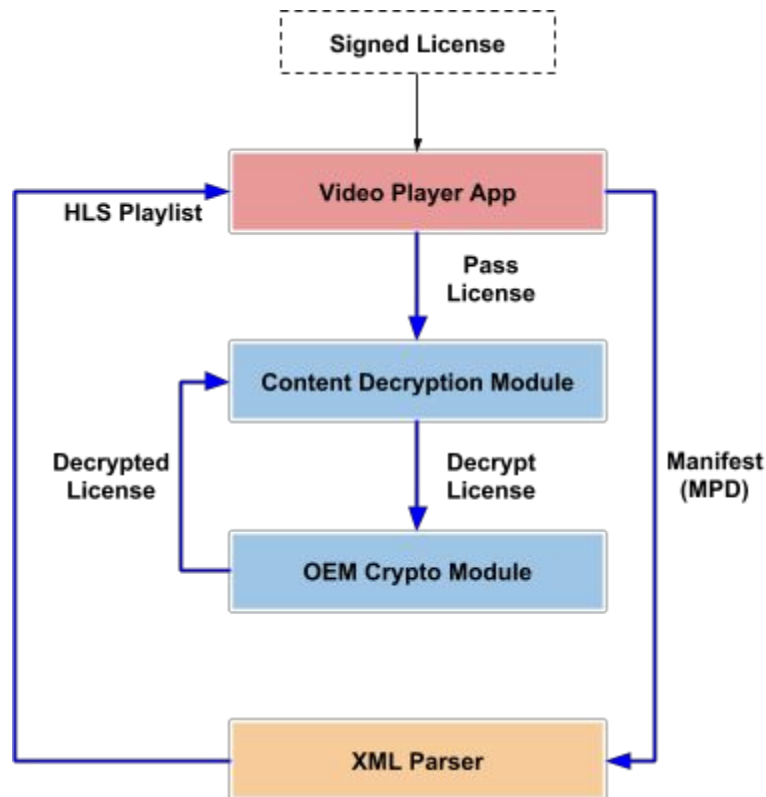 Signed License
Video Player App
HLS Playlist
Pass
License
Content Decryption Module
Decrypted
License
Decrypt
License
Manifest
(MPD)
OEM Crypto Module
XML Parser